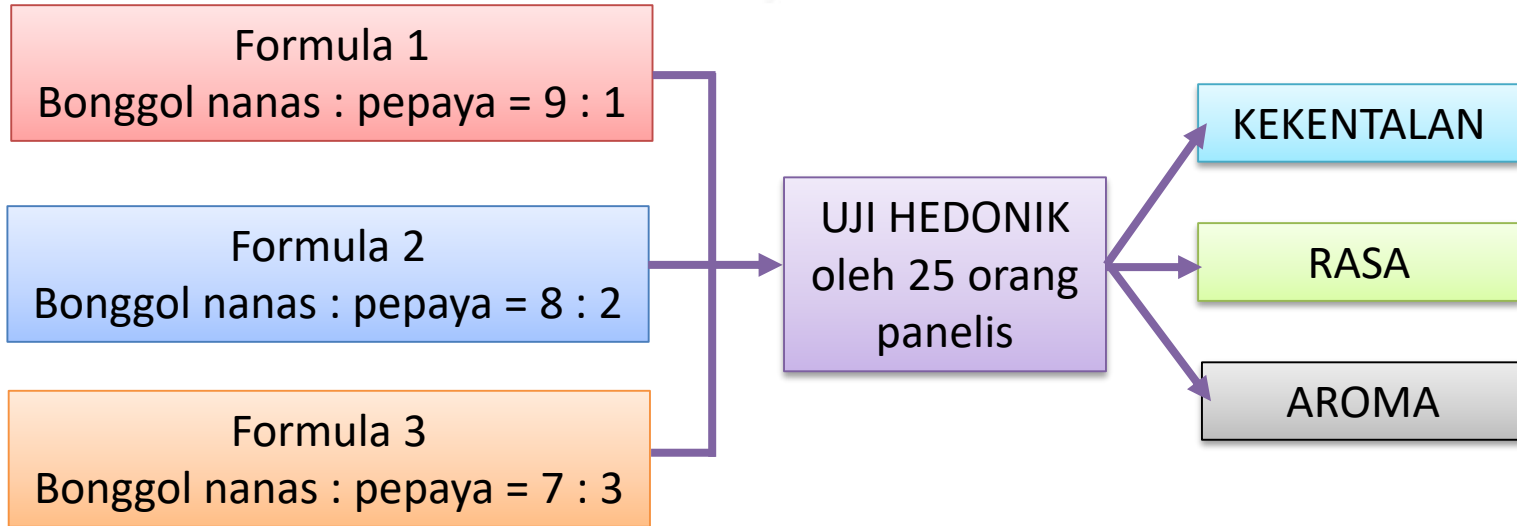 Formula 1
Bonggol nanas : pepaya = 9 : 1
Formula 2
Bonggol nanas : pepaya = 8 : 2
Formula 3
Bonggol nanas : pepaya = 7 : 3
UJI HEDONIK
oleh 25 orang
panelis
KEKENTALAN
RASA
AROMA